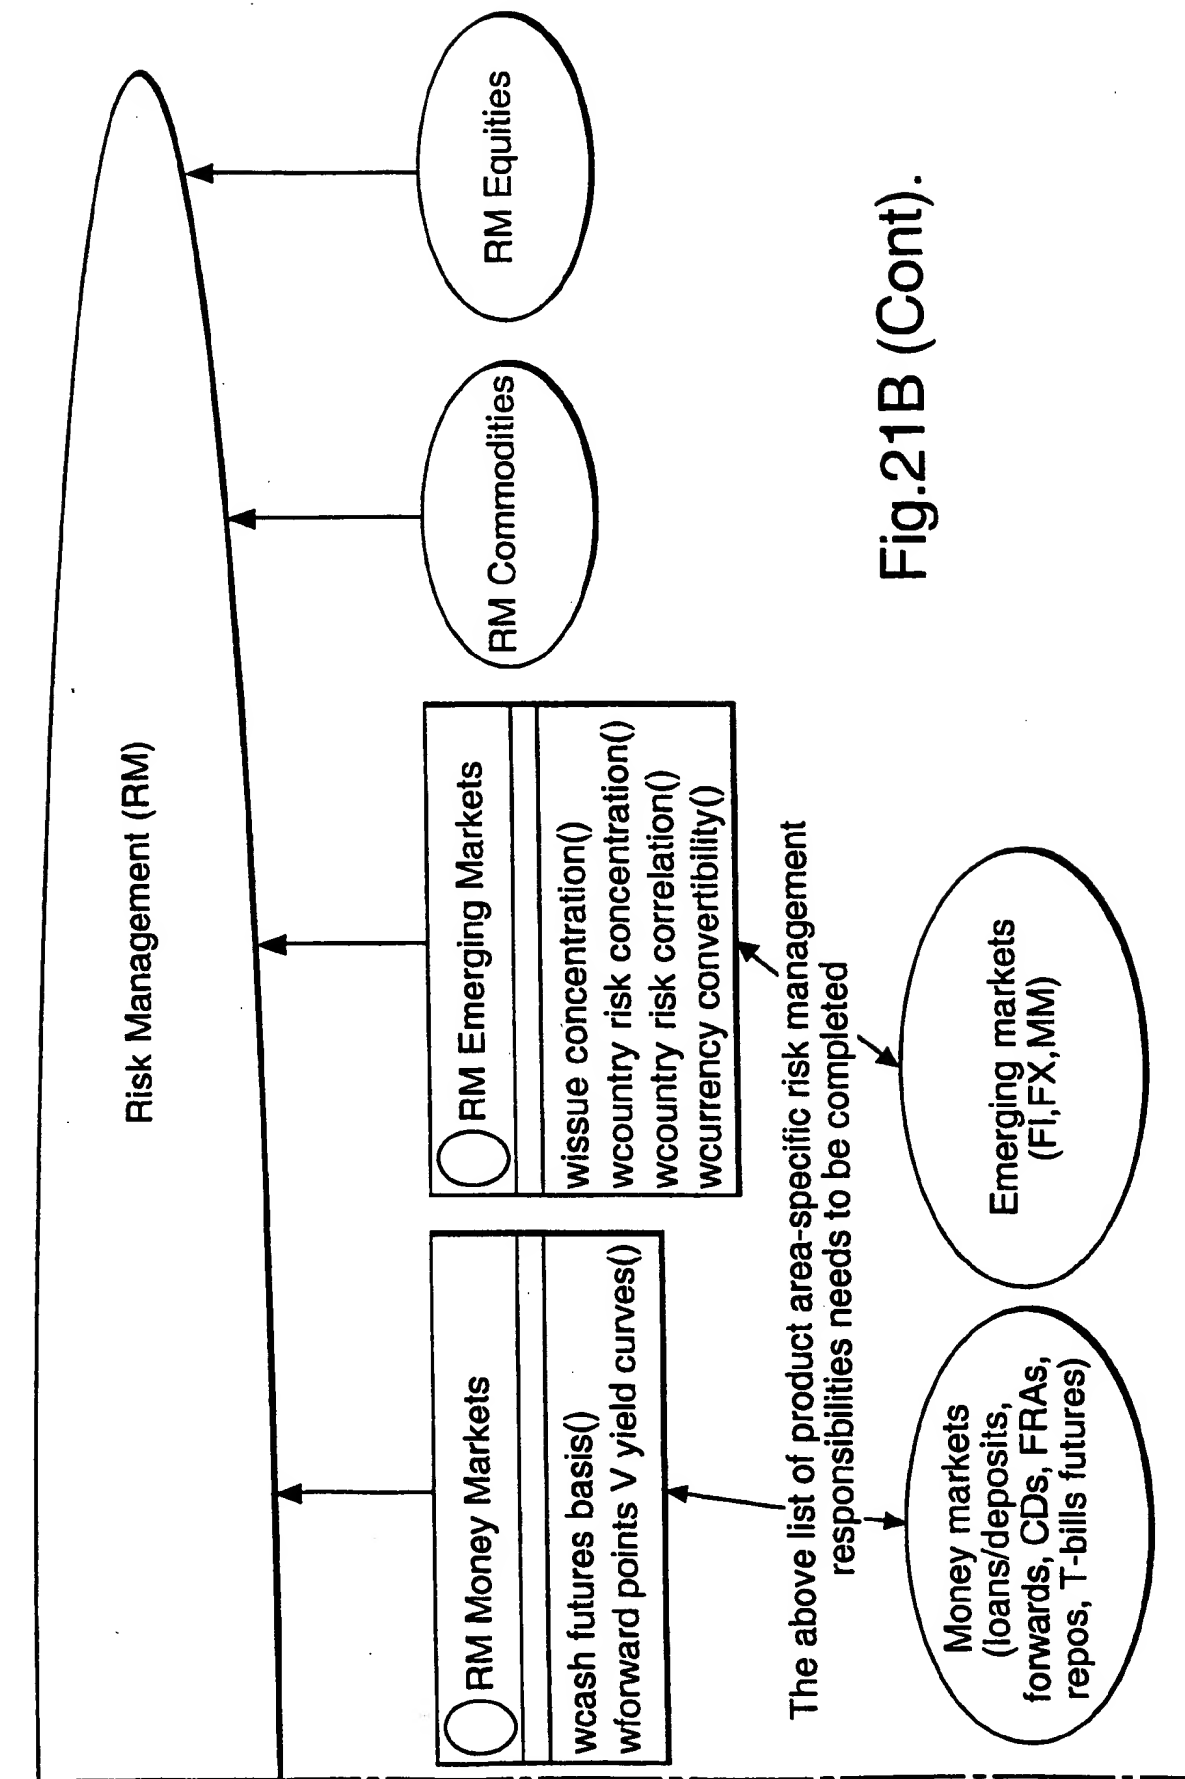 Risk Management (RM)
RM Money Markets
wcash futures basis()
wforward points V yield curves()
RM Emerging Markets
wissue concentration()
wcountry risk concentration()
wcountry risk correlation()
wcurrency convertibility()
RM Commodities
RM Equities
The above list of product area-specific risk management
responsibilities needs to be completed
Money markets
(loans/deposits,
forwards, CDs, FRAs,
repos, T-bills futures)
Emerging markets
(FI,FX,MM)
Fig.21B (Cont).